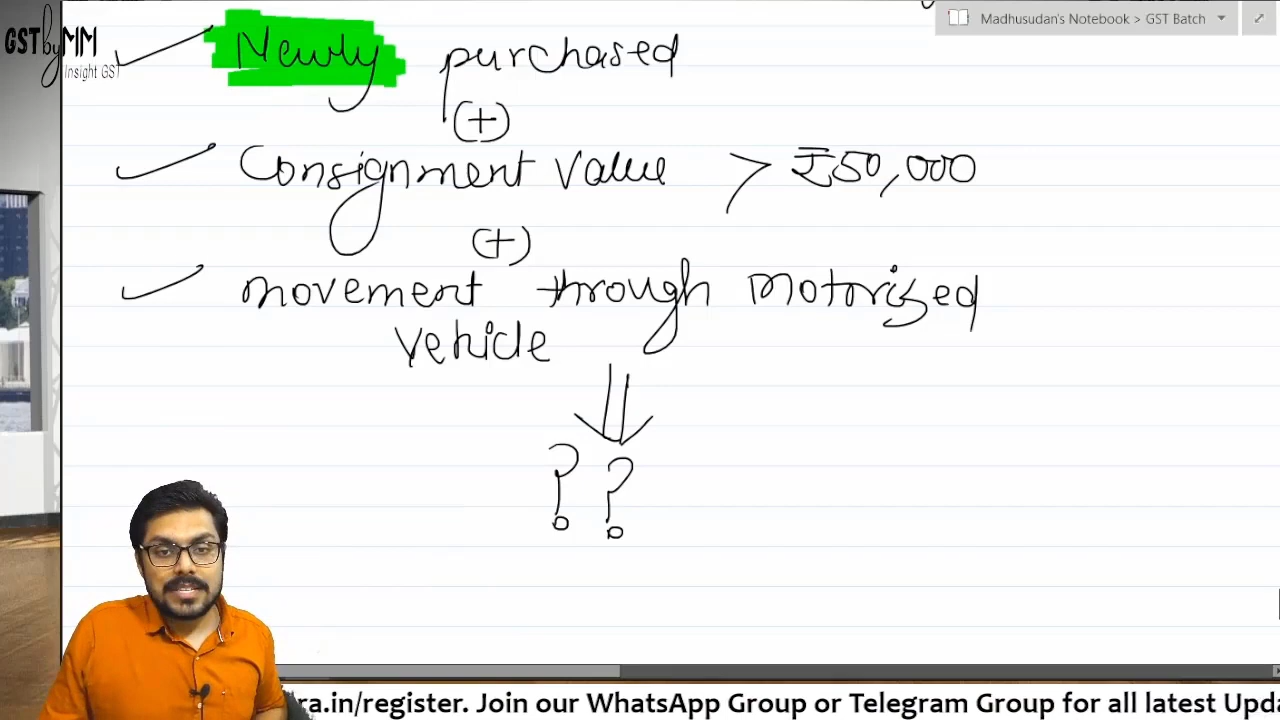 GST by MM
Insight GST
Madhusudan's Notebook > GST Batch
Newly purchased
(+)
Consignment Value > ₹50,000
(+)
movement through motorized
vehicle
? ?
ra.in/register. Join our WhatsApp Group or Telegram Group for all latest Upda